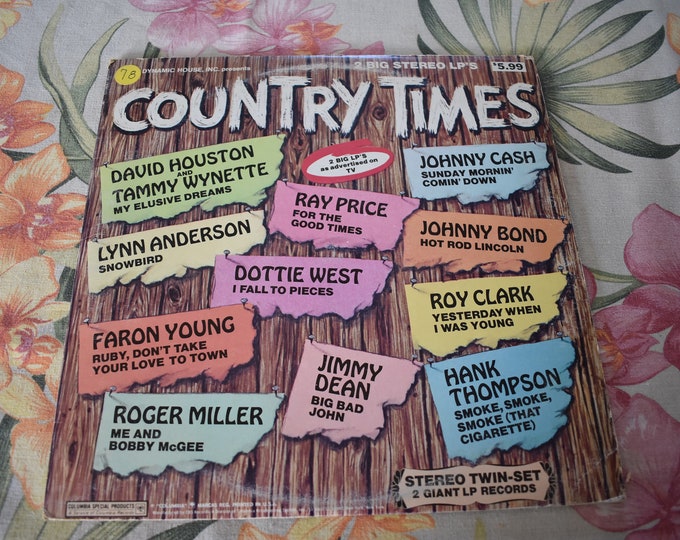 78
DYNAMIC HOUSE, INC. presents
2 BIG STEREO LP'S
$5.99
COUNTRY TIMES
2 BIG LP'S
as advertised on
TV
DAVID HOUSTON
AND
TAMMY WYNETTE
MY ELUSIVE DREAMS
JOHNNY CASH
SUNDAY MORNIN'
COMIN' DOWN
RAY PRICE
FOR THE
GOOD TIMES
LYNN ANDERSON
SNOWBIRD
JOHNNY BOND
HOT ROD LINCOLN
DOTTIE WEST
I FALL TO PIECES
ROY CLARK
YESTERDAY WHEN
I WAS YOUNG
FARON YOUNG
RUBY, DON'T TAKE
YOUR LOVE TO TOWN
JIMMY
DEAN
BIG BAD
JOHN
HANK
THOMPSON
SMOKE, SMOKE,
SMOKE (THAT
CIGARETTE)
ROGER MILLER
ME AND
BOBBY McGEE
STEREO TWIN-SET
2 GIANT LP RECORDS
COLUMBIA SPECIAL PRODUCTS
"COLUMBIA" MARCAS REG. PRINTED IN U.S.A.